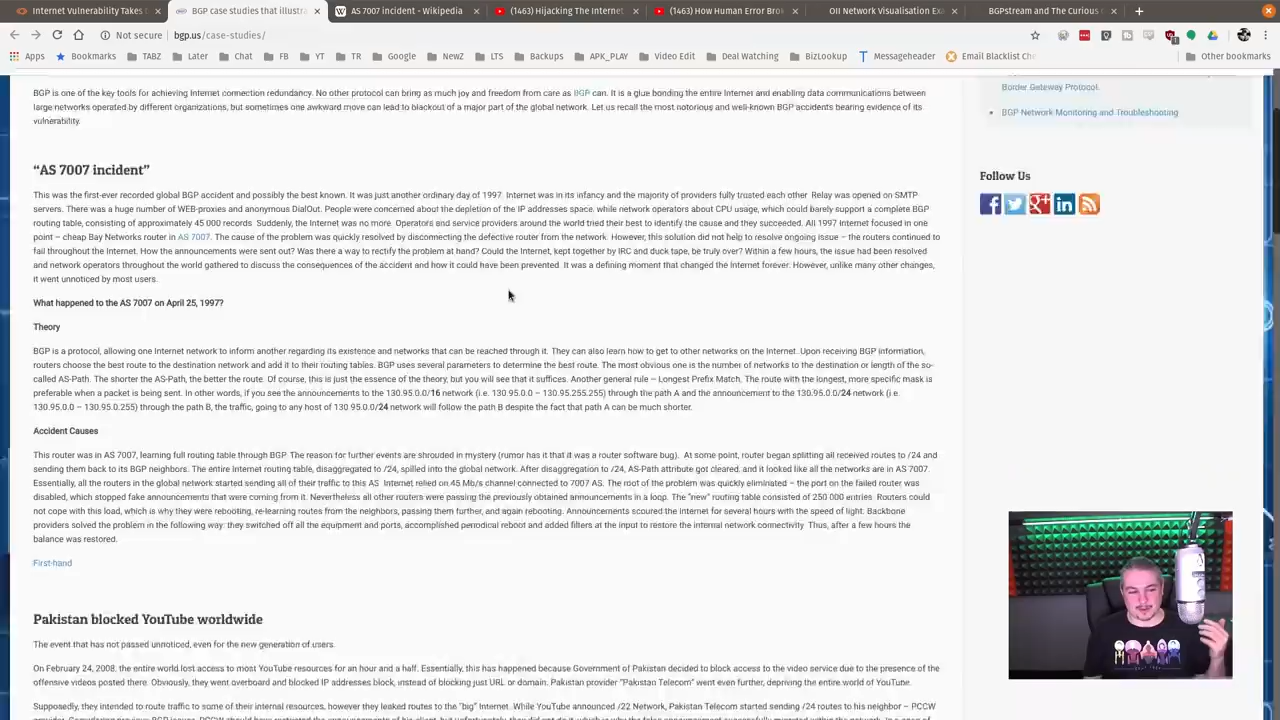 Internet Vulnerability Takes
BGP case studies that illustra
AS 7007 incident - Wikipedia
(1463) Hijacking The Internet
(1463) How Human Error Bro
OII Network Visualisation Exa
BGPstream and The Curious
Not secure
bgp.us/case-studies/
Apps
Bookmarks
TABZ
Later
Chat
FB
YT
TR
Google
NewZ
LTS
Backups
APK_PLAY
Video Edit
Deal Watching
BizLookup
Messageheader
Email Blacklist Che
Other bookmarks
BGP is one of the key tools for achieving Internet connection redundancy. No other protocol can bring as much joy and freedom from care as BGP can. It is a glue bonding the entire Internet and enabling data communications between
large networks operated by different organizations, but sometimes one awkward move can lead to blackout of a major part of the global network. Let us recall the most notorious and well-known BGP accidents bearing evidence of its
vulnerability.
Border Gateway Protocol.
BGP Network Monitoring and Troubleshooting
Follow Us
“AS 7007 incident”
This was the first-ever recorded global BGP accident and possibly the best known. It was just another ordinary day of 1997. Internet was in its infancy and the majority of providers fully trusted each other. Relay was opened on SMTP
servers. There was a huge number of WEB-proxies and anonymous DialOut. People were concerned about the depletion of the IP addresses space, while network operators about CPU usage, which could barely support a complete BGP
routing table, consisting of approximately 45 000 records. Suddenly, the Internet was no more. Operators and service providers around the world tried their best to identify the cause, and they succeeded. All 1997 Internet focused in one
point – cheap Bay Networks router in AS 7007. The cause of the problem was quickly resolved by disconnecting the defective router from the network. However, this solution did not help to resolve ongoing issue – the routers continued to
fail throughout the Internet. How the announcements were sent out? Was there a way to rectify the problem at hand? Could the Internet, kept together by IRC and duck tape, be truly over? Within a few hours, the issue had been resolved
and network operators throughout the world gathered to discuss the consequences of the accident and how it could have been prevented. It was a defining moment that changed the Internet forever. However, unlike many other changes,
it went unnoticed by most users.
What happened to the AS 7007 on April 25, 1997?
Theory
BGP is a protocol, allowing one Internet network to inform another regarding its existence and networks that can be reached through it. They can also learn how to get to other networks on the Internet. Upon receiving BGP information,
routers choose the best route to the destination network and add it to their routing tables. BGP uses several parameters to determine the best route. The most obvious one is the number of networks to the destination or length of the so-
called AS-Path. The shorter the AS-Path, the better the route. Of course, this is just the essence of the theory, but you will see that it suffices. Another general rule – Longest Prefix Match. The route with the longest, more specific mask is
preferable when a packet is being sent. In other words, if you see the announcements to the 130.95.0.0/16 network (i.e. 130.95.0.0 – 130.95.255.255) through the path A and the announcement to the 130.95.0.0/24 network (i.e.
130.95.0.0 – 130.95.0.255) through the path B, the traffic, going to any host of 130.95.0.0/24 network will follow the path B despite the fact that path A can be much shorter.
Accident Causes
This router was in AS 7007, learning full routing table through BGP. The reason for further events are shrouded in mystery (rumor has it that it was a router software bug). At some point, router began splitting all received routes to /24 and
sending them back to its BGP neighbors. The entire Internet routing table, disaggregated to /24, spilled into the global network. After disaggregation to /24, AS-Path attribute got cleared, and it looked like all the networks are in AS 7007.
Essentially, all the routers in the global network started sending all of their traffic to this AS. Internet relied on 45 Mb/s channel connected to 7007 AS. The root of the problem was quickly eliminated – the port on the failed router was
disabled, which stopped fake announcements that were coming from it. Nevertheless all other routers were passing the previously obtained announcements in a loop. The "new" routing table consisted of 250 000 entries. Routers could
not cope with this load, which is why they were rebooting, re-learning routes from the neighbors, passing them further, and again rebooting. Announcements scoured the internet for several hours with the speed of light. Backbone
providers solved the problem in the following way: they switched off all the equipment and ports, accomplished periodical reboot and added filters at the input to restore the internal network connectivity. Thus, after a few hours the
balance was restored.
First-hand
Pakistan blocked YouTube worldwide
The event that has not passed unnoticed, even for the new generation of users.
On February 24, 2008, the entire world lost access to most YouTube resources for an hour and a half. Essentially, this has happened because Government of Pakistan decided to block access to the video service due to the presence of the
offensive videos posted there. Obviously, they went overboard and blocked IP addresses block, instead of blocking just URL or domain. Pakistan provider “Pakistan Telecom” went even further, depriving the entire world of YouTube.
Supposedly, they intended to route traffic to some of their internal resources, however they leaked routes to the “big” Internet. While YouTube announced /22 Network, Pakistan Telecom started sending /24 routes to his neighbor – PCCW